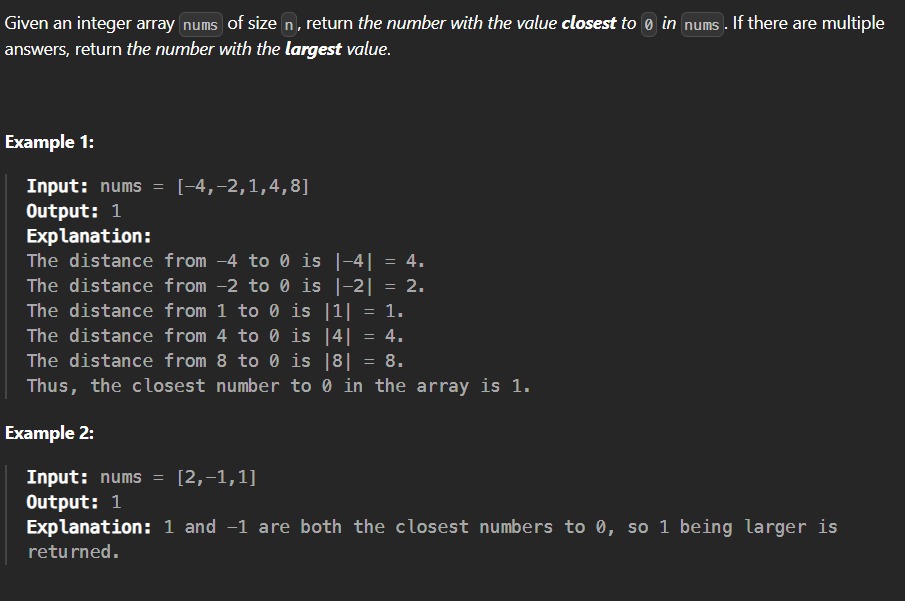 Given an integer array nums of size n, return the number with the value closest to 0 in nums. If there are multiple
answers, return the number with the largest value.
Example 1:
Input: nums = [-4,-2,1,4,8]
Output: 1
Explanation:
The distance from -4 to 0 is |-4| = 4.
The distance from -2 to 0 is |-2| = 2.
The distance from 1 to 0 is |1| = 1.
The distance from 4 to 0 is |4| = 4.
The distance from 8 to 0 is |8| = 8.
Thus, the closest number to 0 in the array is 1.
Example 2:
Input: nums = [2,-1,1]
Output: 1
Explanation: 1 and -1 are both the closest numbers to 0, so 1 being larger is
returned.